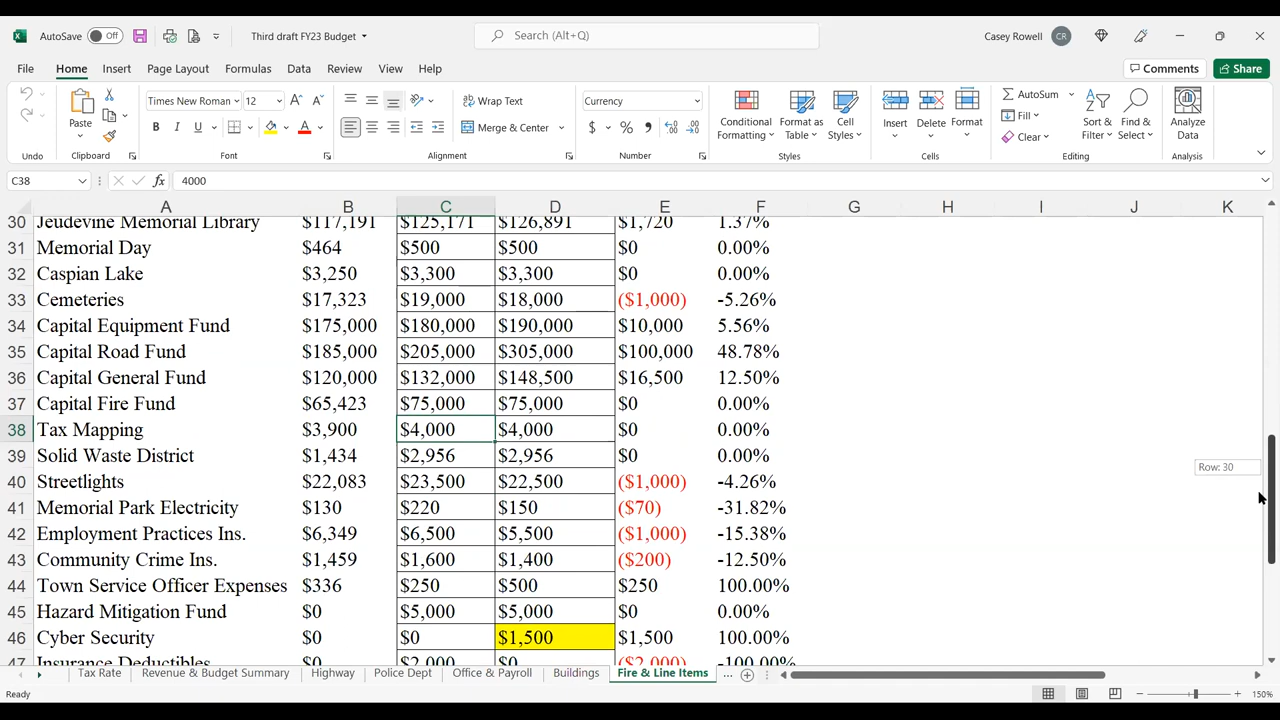 AutoSave Off Third draft FY23 Budget Search (Alt+Q) Casey Rowell CR
File Home Insert Page Layout Formulas Data Review View Help Comments Share
Paste Times New Roman 12 Wrap Text Merge & Center Currency Conditional Formatting Format as Table Cell Styles Insert Delete Format AutoSum Fill Clear Sort & Filter Find & Select Analyze Data
Undo Clipboard Font Alignment Number Styles Cells Editing Analysis
C38 fx 4000
A B C D E F G H I J K
30 Jeudevine Memorial Library $117,191 $125,171 $126,891 $1,720 1.37%
31 Memorial Day $464 $500 $500 $0 0.00%
32 Caspian Lake $3,250 $3,300 $3,300 $0 0.00%
33 Cemeteries $17,323 $19,000 $18,000 ($1,000) -5.26%
34 Capital Equipment Fund $175,000 $180,000 $190,000 $10,000 5.56%
35 Capital Road Fund $185,000 $205,000 $305,000 $100,000 48.78%
36 Capital General Fund $120,000 $132,000 $148,500 $16,500 12.50%
37 Capital Fire Fund $65,423 $75,000 $75,000 $0 0.00%
38 Tax Mapping $3,900 $4,000 $4,000 $0 0.00%
39 Solid Waste District $1,434 $2,956 $2,956 $0 0.00%
Row: 30
40 Streetlights $22,083 $23,500 $22,500 ($1,000) -4.26%
41 Memorial Park Electricity $130 $220 $150 ($70) -31.82%
42 Employment Practices Ins. $6,349 $6,500 $5,500 ($1,000) -15.38%
43 Community Crime Ins. $1,459 $1,600 $1,400 ($200) -12.50%
44 Town Service Officer Expenses $336 $250 $500 $250 100.00%
45 Hazard Mitigation Fund $0 $5,000 $5,000 $0 0.00%
46 Cyber Security $0 $0 $1,500 $1,500 100.00%
47 Insurance Deductibles $0 $2,000 $0 ($2,000) -100.00%
Tax Rate Revenue & Budget Summary Highway Police Dept Office & Payroll Buildings Fire & Line Items ...
Ready 150%